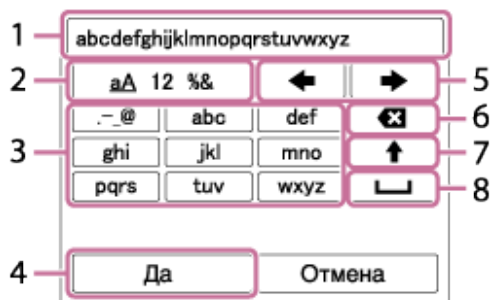 1 abcdefghijklmnopqrstuvwxyz
2 aA 12 %& 5
.-_@ abc def 6
3 ghi jkl mno 7
pqrs tuv wxyz 8
4 Да Отмена